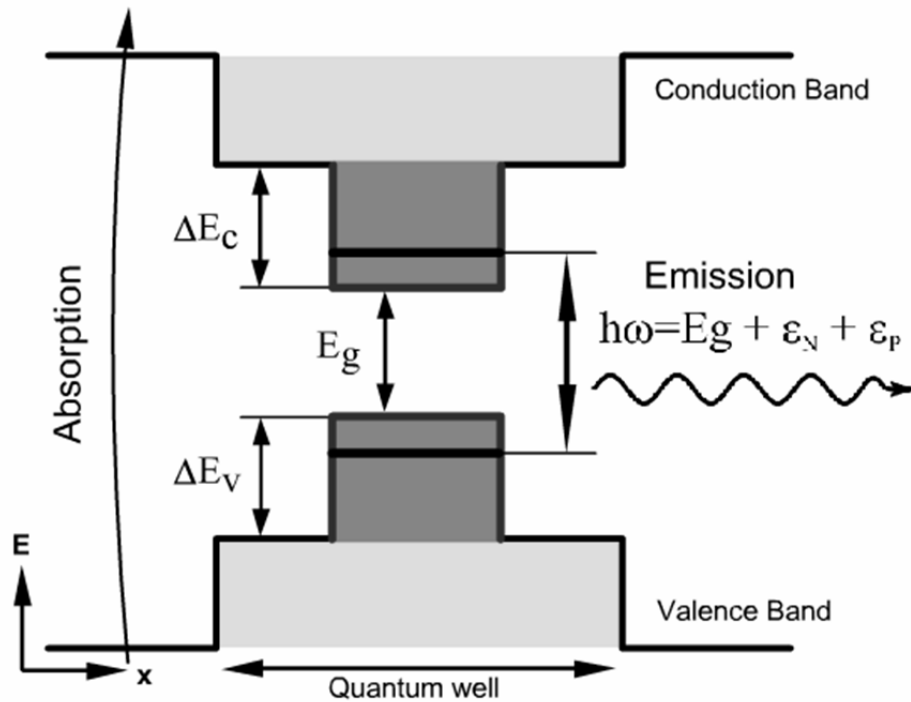 Conduction Band
ΔEc
Absorption
Emission
hω=Eg + εN + εP
Eg
ΔEV
E
Valence Band
x
Quantum well